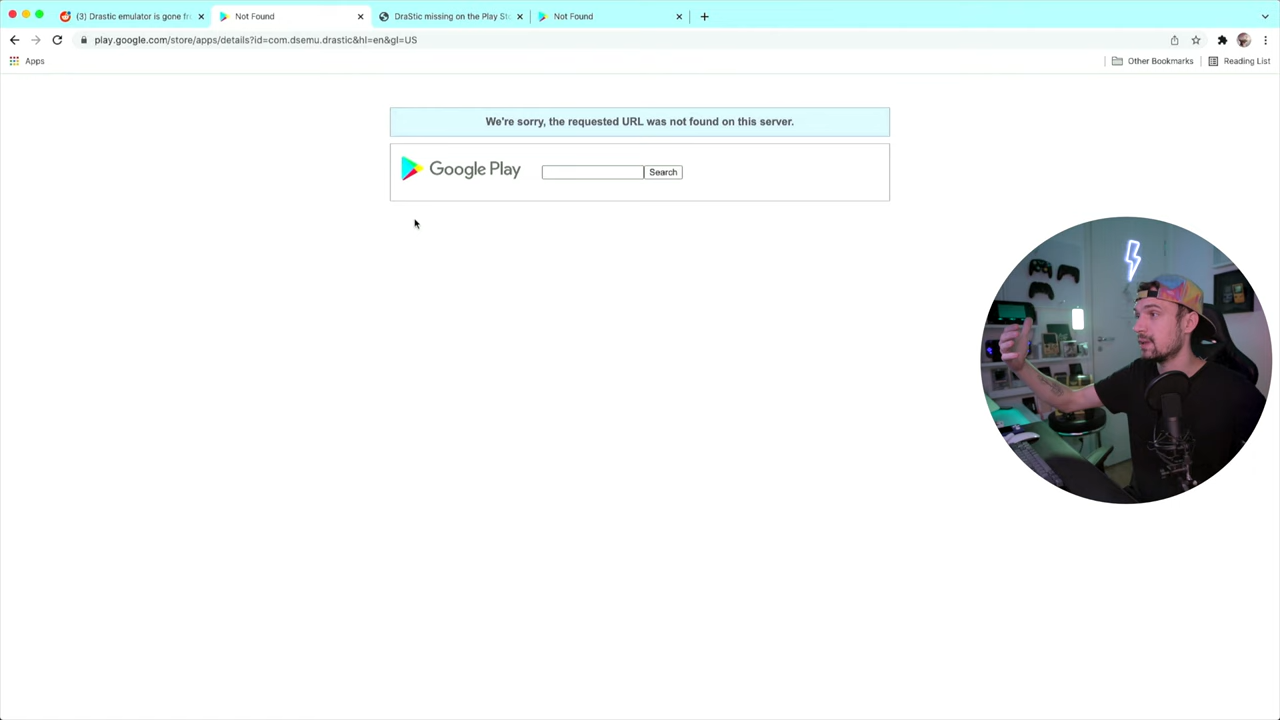 (3) Drastic emulator is gone fr
Not Found
DraStic missing on the Play St
Not Found
play.google.com/store/apps/details?id=com.dsemu.drastic&hl=en&gl=US
Apps
Other Bookmarks
Reading List
We're sorry, the requested URL was not found on this server.
Google Play
Search